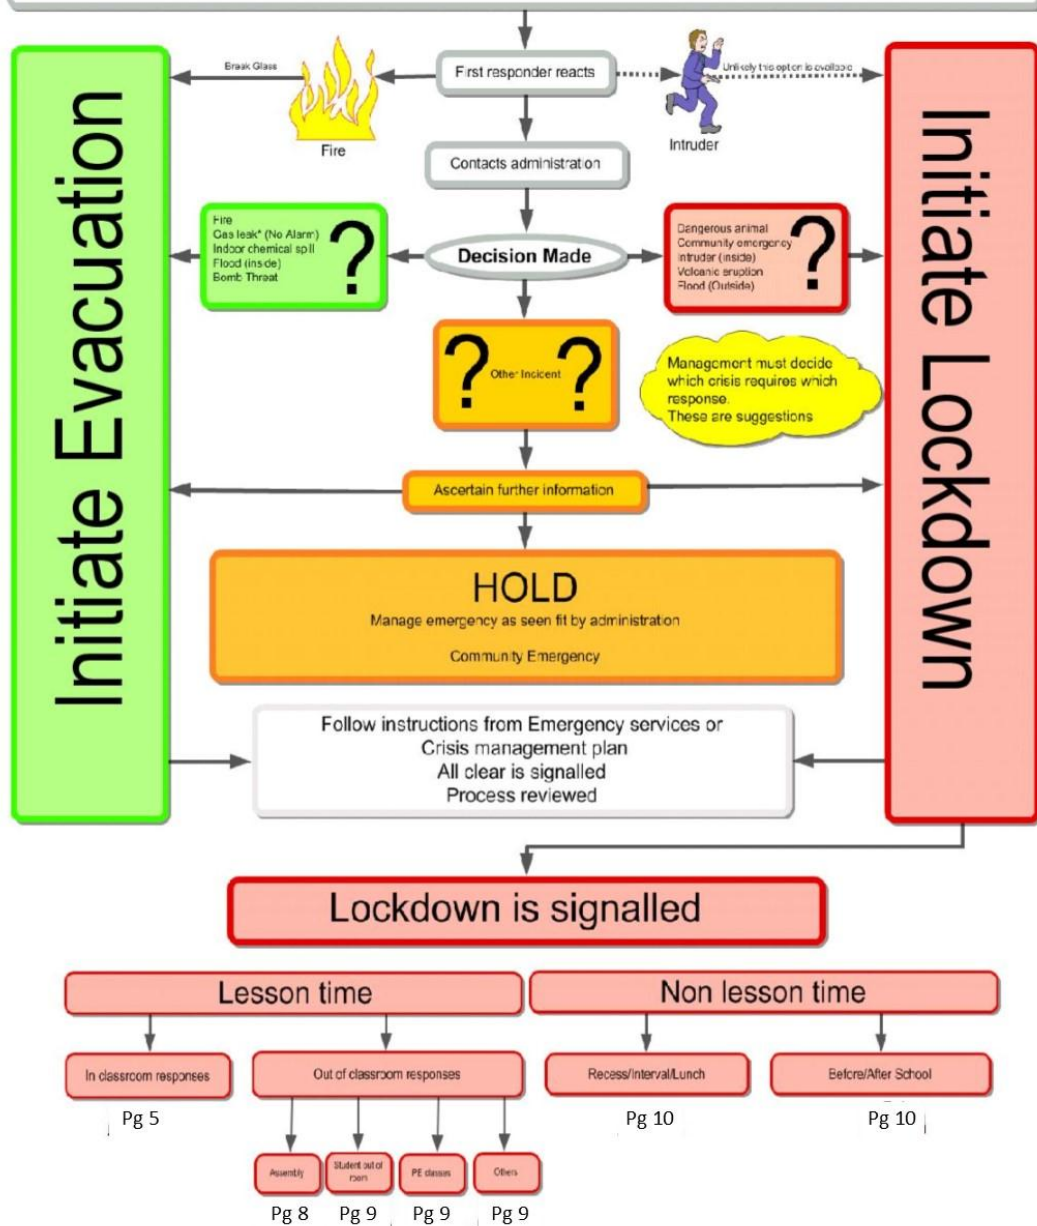 Initiate Evacuation
Break Glass
Fire
First responder reacts
Intruder
Unlikely this option is available
Initiate Lockdown
Contacts administration
Fire
Gas leak* (No Alarm)
Indoor chemical spill
Flood (inside)
Bomb Threat
?
Decision Made
Dangerous animal
Community emergency
Intruder (inside)
Volcanic eruption
Flood (Outside)
?
? Other Incident ?
Management must decide
which crisis requires which
response.
These are suggestions
Ascertain further information
HOLD
Manage emergency as seen fit by administration
Community Emergency
Follow instructions from Emergency services or
Crisis management plan
All clear is signalled
Process reviewed
Lockdown is signalled
Lesson time
Non lesson time
In classroom responses
Out of classroom responses
Recess/Interval/Lunch
Before/After School
Pg 5
Pg 10
Pg 10
Assembly
Student out of
room
PE classes
Others
Pg 8
Pg 9
Pg 9
Pg 9